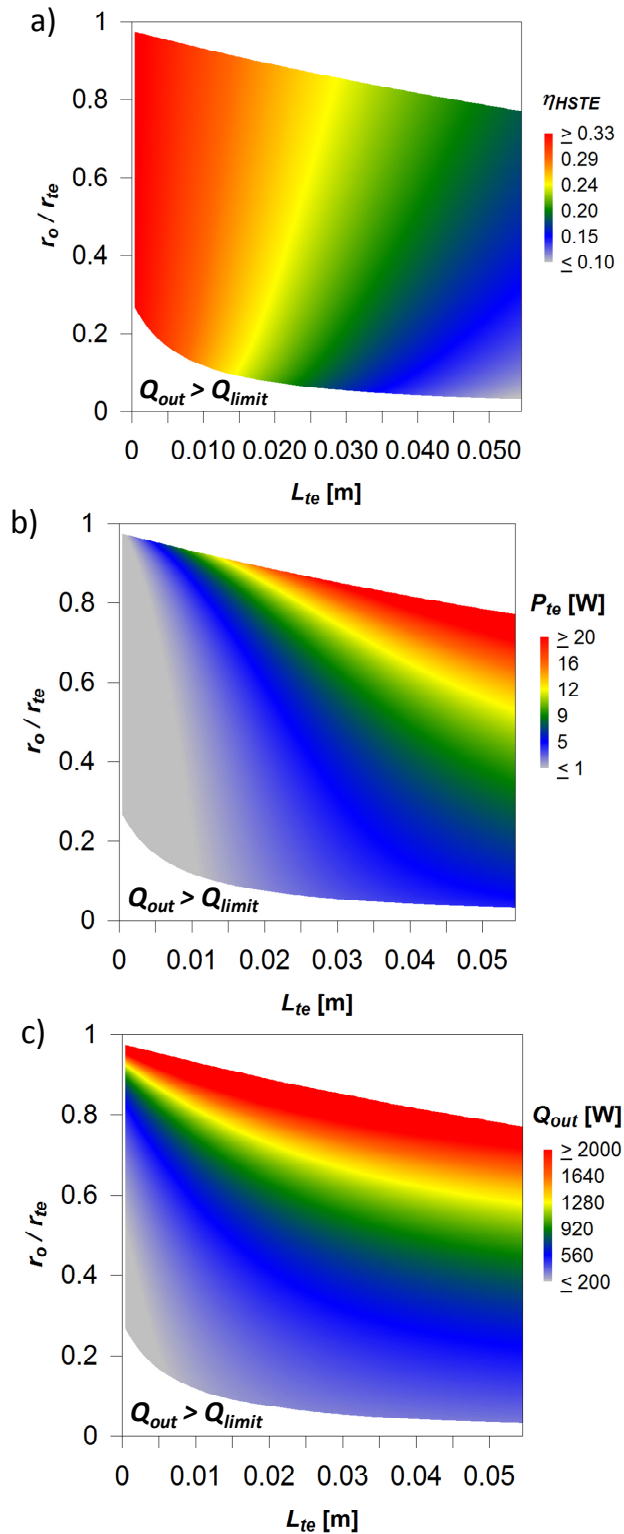 a)
1
0.8
0.6
0.4
0.2
0
r_o / r_te
η_HSTE
≥ 0.33
0.29
0.24
0.20
0.15
≤ 0.10
Q_out > Q_limit
0 0.010 0.020 0.030 0.040 0.050
L_te [m]
b)
1
0.8
0.6
0.4
0.2
0
r_o / r_te
P_te [W]
≥ 20
16
12
9
5
≤ 1
Q_out > Q_limit
0 0.01 0.02 0.03 0.04 0.05
L_te [m]
c)
1
0.8
0.6
0.4
0.2
0
r_o / r_te
Q_out [W]
≥ 2000
1640
1280
920
560
≤ 200
Q_out > Q_limit
0 0.01 0.02 0.03 0.04 0.05
L_te [m]